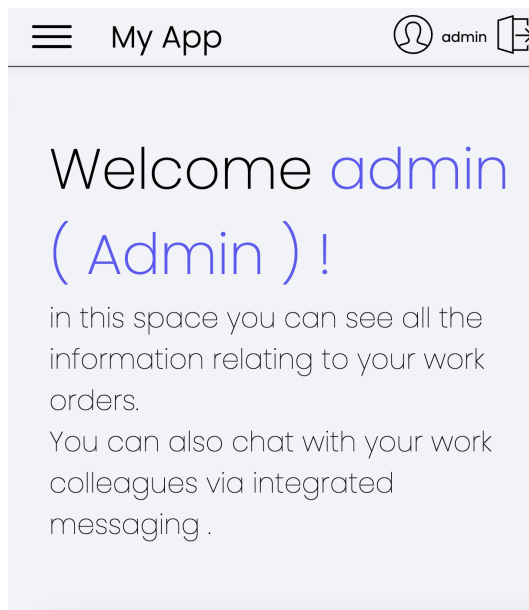 My App admin
Welcome admin
( Admin ) !
in this space you can see all the
information relating to your work
orders.
You can also chat with your work
colleagues via integrated
messaging .